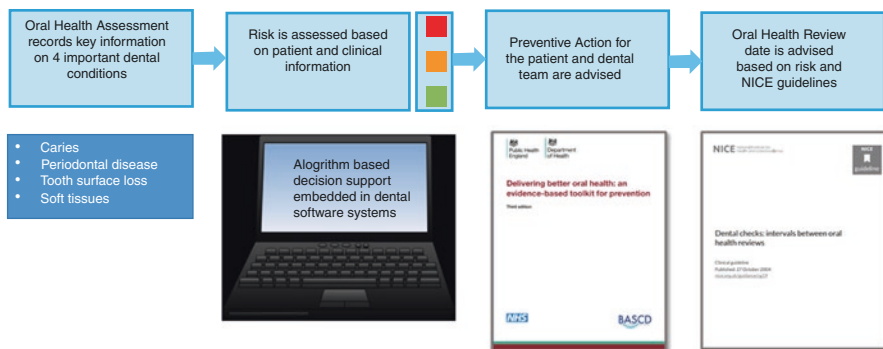 Oral Health Assessment
records key information
on 4 important dental
conditions
Risk is assessed based
on patient and clinical
information
Preventive Action for
the patient and dental
team are advised
Oral Health Review
date is advised
based on risk and
NICE guidelines
• Caries
• Periodontal disease
• Tooth surface loss
• Soft tissues
Alogrithm based
decision support
embedded in dental
software systems
Public Health
England
Department
of Health
Delivering better oral health: an
evidence-based toolkit for prevention
Third edition
NHS
BASCD
NICE
NICE
guideline
Dental checks: intervals between oral
health reviews
Clinical guideline
Published: 27 October 2004